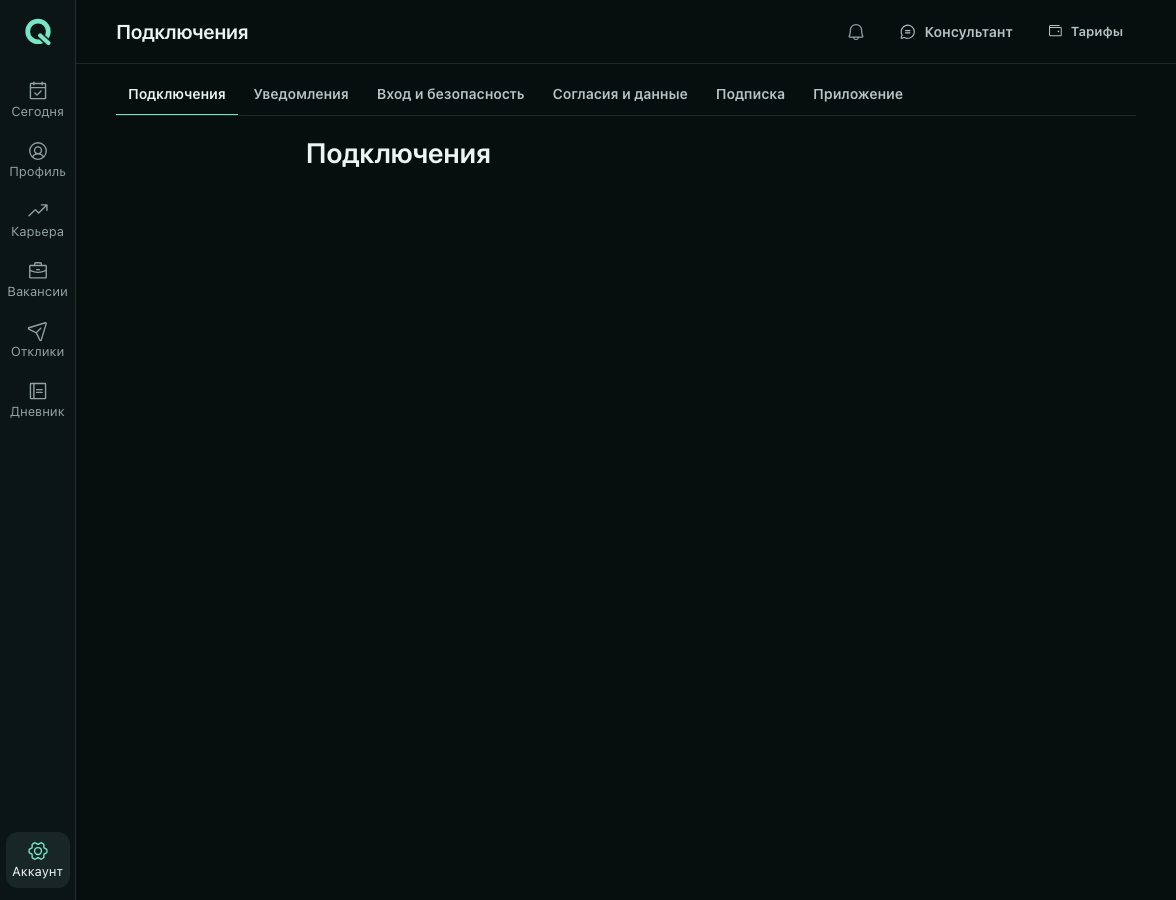 Подключения
Консультант
Тарифы
Сегодня
Профиль
Карьера
Вакансии
Отклики
Дневник
Аккаунт
Подключения
Уведомления
Вход и безопасность
Согласия и данные
Подписка
Приложение
Подключения